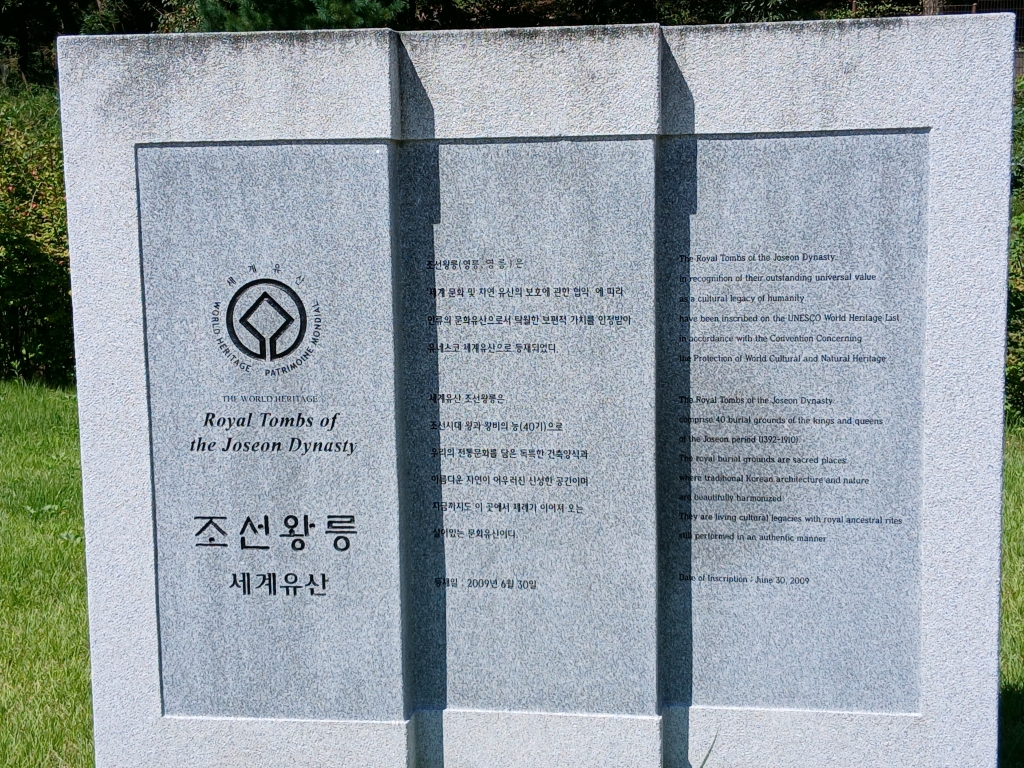 세계유산
WORLD HERITAGE · PATRIMOINE MONDIAL
THE WORLD HERITAGE
Royal Tombs of
the Joseon Dynasty
조선왕릉
세계유산
조선왕릉(영릉, 영릉)은
'세계 문화 및 자연 유산의 보호에 관한 협약' 에 따라
인류의 문화유산으로서 탁월한 보편적 가치를 인정받아
유네스코 세계유산으로 등재되었다.
세계유산 조선왕릉은
조선시대 왕과 왕비의 능(40기)으로
우리의 전통문화를 담은 독특한 건축양식과
아름다운 자연이 어우러진 신성한 공간이며
지금까지도 이 곳에서 제례가 이어져 오는
살아있는 문화유산이다.
등재일 : 2009년 6월 30일
The Royal Tombs of the Joseon Dynasty
in recognition of their outstanding universal value
as a cultural legacy of humanity
have been inscribed on the UNESCO World Heritage List
in accordance with the Convention Concerning
the Protection of World Cultural and Natural Heritage
The Royal Tombs of the Joseon Dynasty
comprise 40 burial grounds of the kings and queens
of the Joseon period (1392-1910)
The royal burial grounds are sacred places
where traditional Korean architecture and nature
are beautifully harmonized
They are living cultural legacies with royal ancestral rites
still performed in an authentic manner
Date of Inscription : June 30, 2009